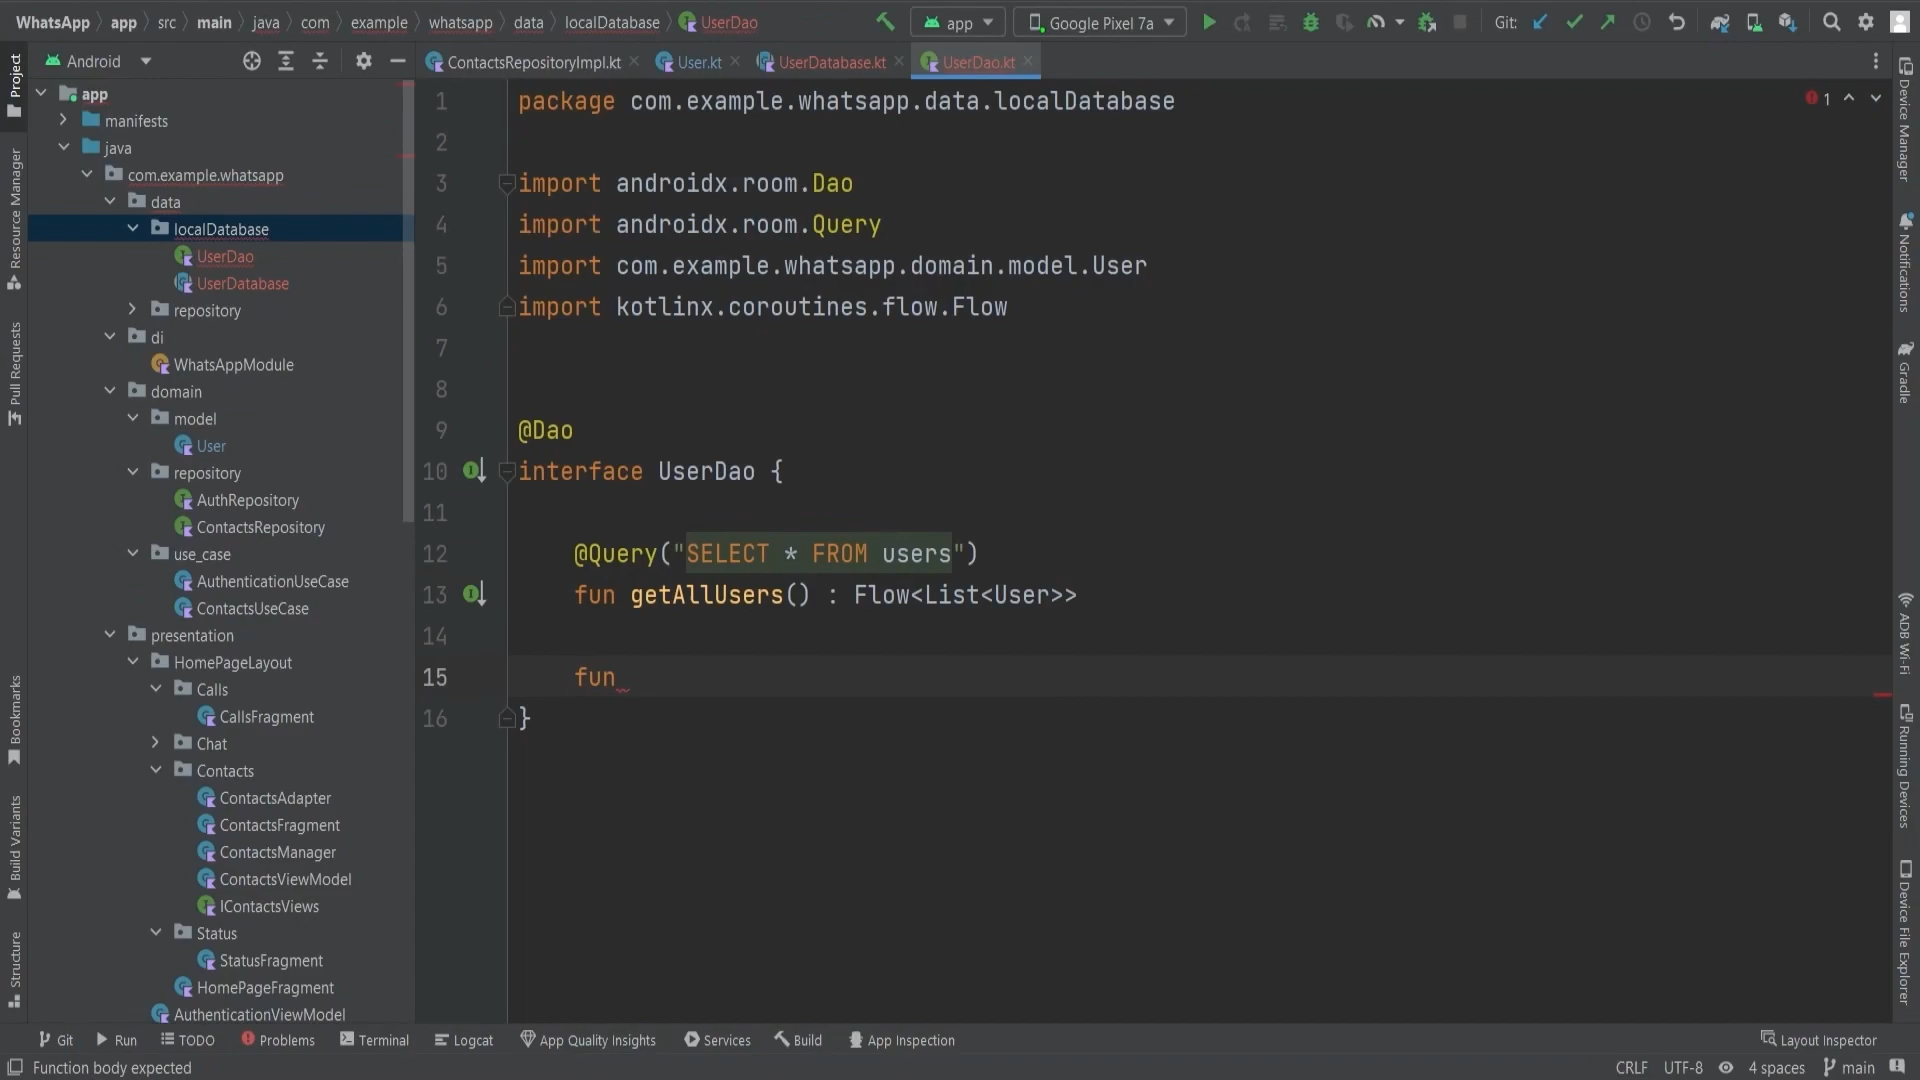 WhatsApp app src main java com example whatsapp data localDatabase UserDao
app Google Pixel 7a Git:
Project
Resource Manager
Pull Requests
Bookmarks
Build Variants
Structure
Android
app
manifests
java
com.example.whatsapp
data
localDatabase
UserDao
UserDatabase
repository
di
WhatsAppModule
domain
model
User
repository
AuthRepository
ContactsRepository
use_case
AuthenticationUseCase
ContactsUseCase
presentation
HomePageLayout
Calls
CallsFragment
Chat
Contacts
ContactsAdapter
ContactsFragment
ContactsManager
ContactsViewModel
IContactsViews
Status
StatusFragment
HomePageFragment
AuthenticationViewModel
ContactsRepositoryImpl.kt User.kt UserDatabase.kt UserDao.kt
1 package com.example.whatsapp.data.localDatabase
2
3 import androidx.room.Dao
4 import androidx.room.Query
5 import com.example.whatsapp.domain.model.User
6 import kotlinx.coroutines.flow.Flow
7
8
9 @Dao
10 interface UserDao {
11
12 @Query("SELECT * FROM users")
13 fun getAllUsers() : Flow<List<User>>
14
15 fun
16 }
1
Device Manager
Notifications
Gradle
ADB Wi-Fi
Running Devices
Device File Explorer
Git Run TODO Problems Terminal Logcat App Quality Insights Services Build App Inspection Layout Inspector
Function body expected CRLF UTF-8 4 spaces main